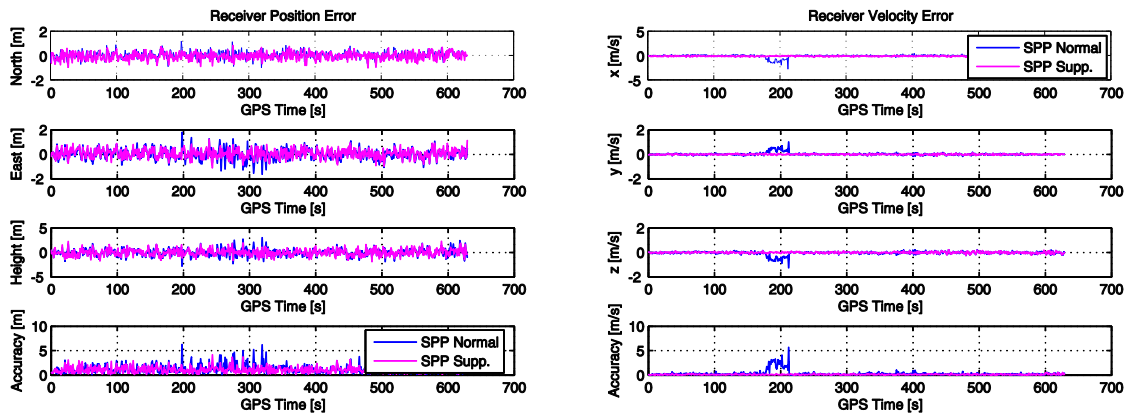 Receiver Position Error
North [m]
2
0
-2
0 100 200 300 400 500 600 700
GPS Time [s]
East [m]
2
0
-2
0 100 200 300 400 500 600 700
GPS Time [s]
Height [m]
5
0
-5
0 100 200 300 400 500 600 700
GPS Time [s]
Accuracy [m]
10
5
0
SPP Normal
SPP Supp.
0 100 200 300 400 500 600 700
GPS Time [s]
Receiver Velocity Error
x [m/s]
5
0
-5
SPP Normal
SPP Supp.
0 100 200 300 400 500 600 700
GPS Time [s]
y [m/s]
2
0
-2
0 100 200 300 400 500 600 700
GPS Time [s]
z [m/s]
2
0
-2
0 100 200 300 400 500 600 700
GPS Time [s]
Accuracy [m/s]
10
5
0
0 100 200 300 400 500 600 700
GPS Time [s]